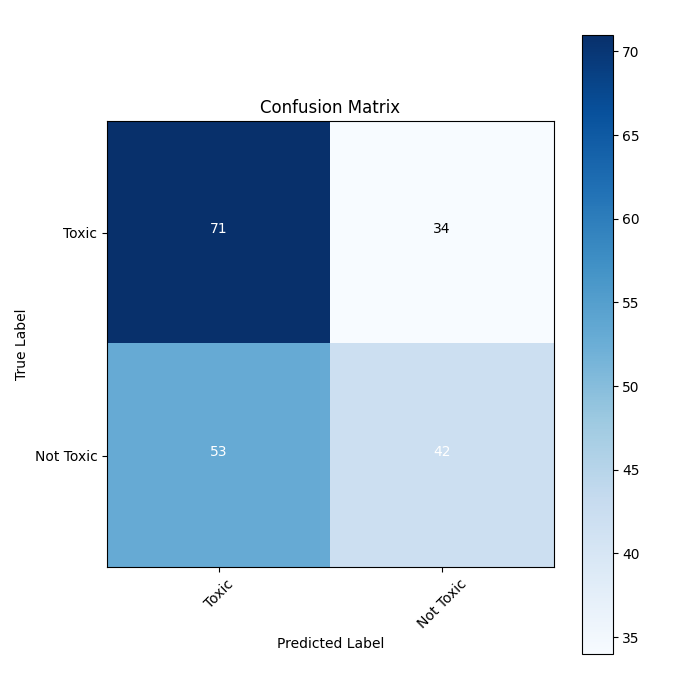 Confusion Matrix
True Label
Toxic
71
34
Not Toxic
53
42
Toxic
Not Toxic
Predicted Label
70
65
60
55
50
45
40
35